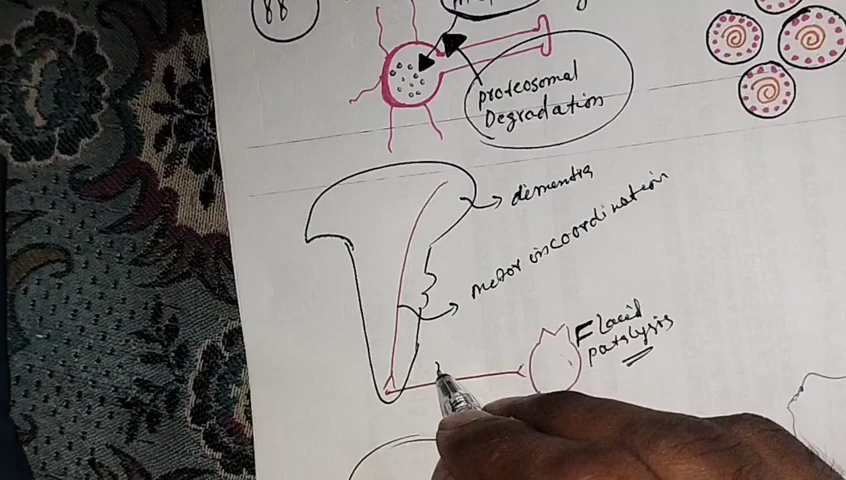 88
proteosomal
Degradation
dementia
motor incoordination
Flacid
paralysis